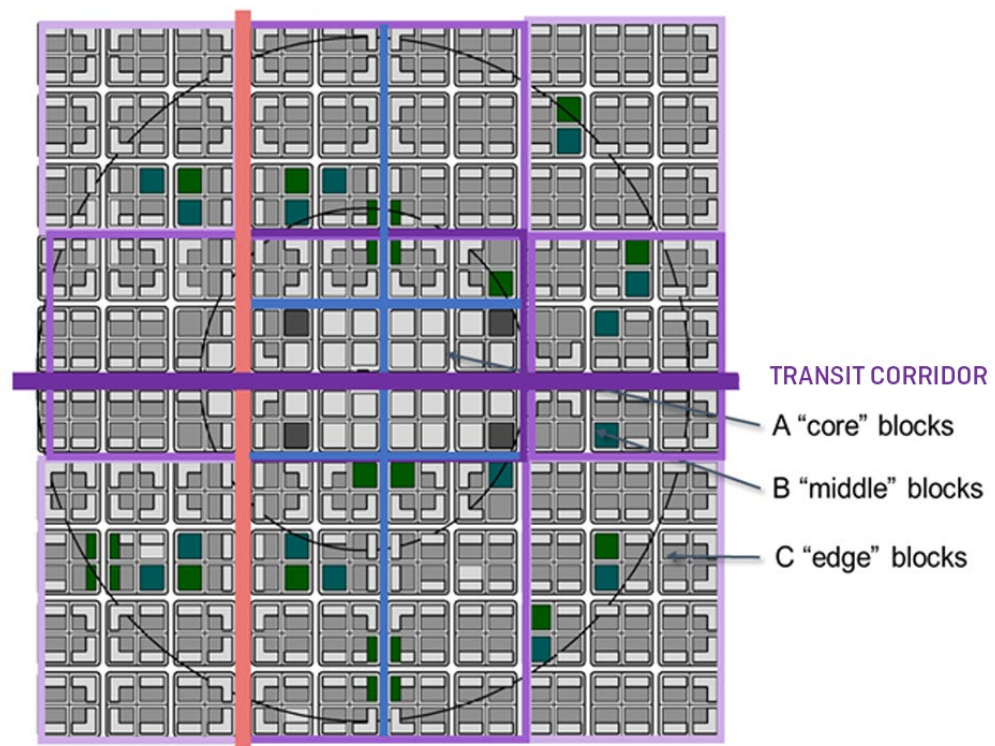 TRANSIT CORRIDOR
A “core” blocks
B “middle” blocks
C “edge” blocks